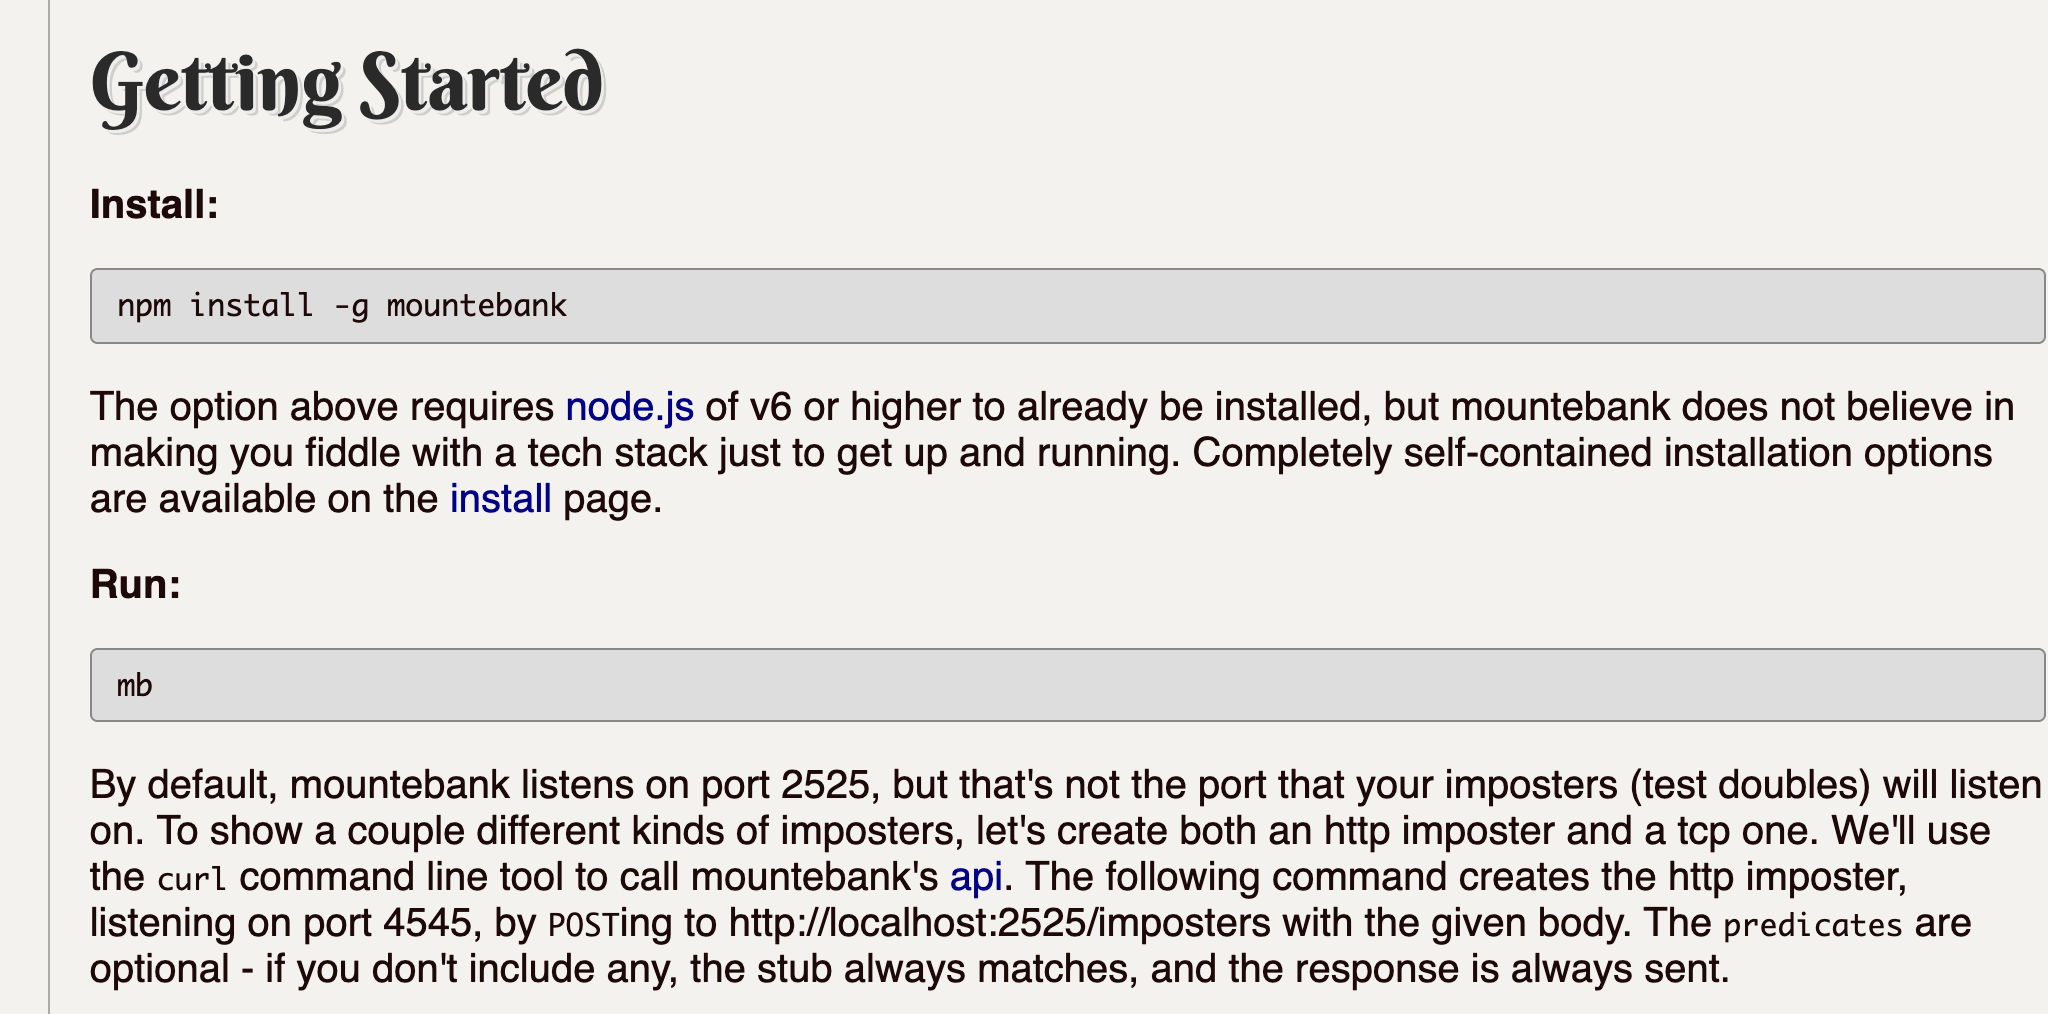 Getting Started
Install:
npm install -g mountebank
The option above requires node.js of v6 or higher to already be installed, but mountebank does not believe in
making you fiddle with a tech stack just to get up and running. Completely self-contained installation options
are available on the install page.
Run:
mb
By default, mountebank listens on port 2525, but that's not the port that your imposters (test doubles) will listen
on. To show a couple different kinds of imposters, let's create both an http imposter and a tcp one. We'll use
the curl command line tool to call mountebank's api. The following command creates the http imposter,
listening on port 4545, by POSTing to http://localhost:2525/imposters with the given body. The predicates are
optional - if you don't include any, the stub always matches, and the response is always sent.